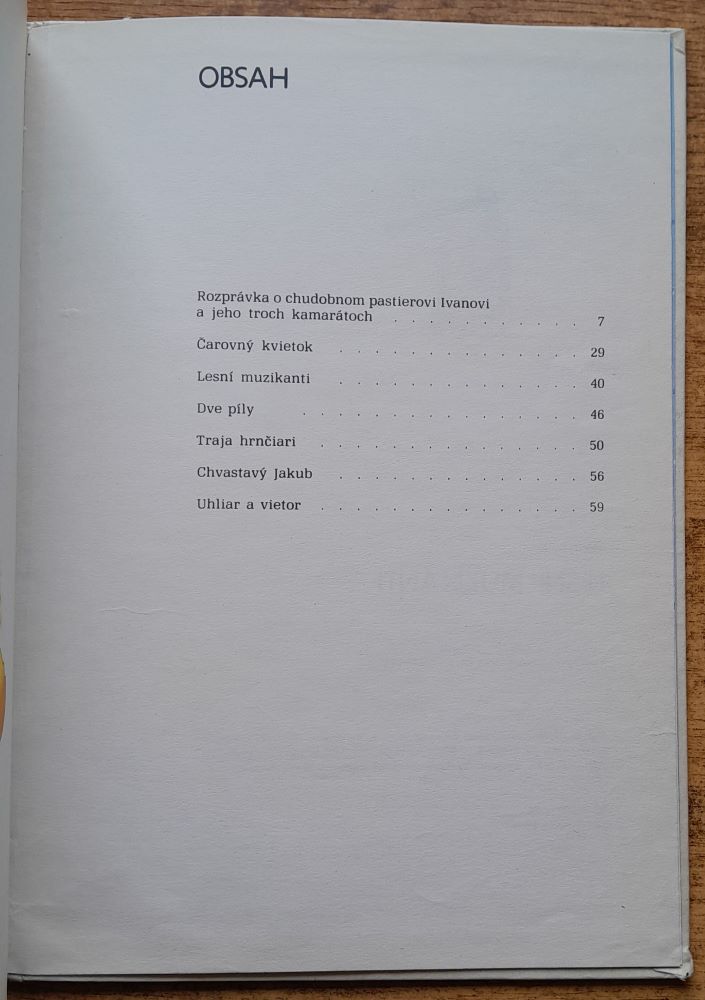 OBSAH
Rozprávka o chudobnom pastierovi Ivanovi
a jeho troch kamarátoch . . . . . . . . . . . 7
Čarovný kvietok . . . . . . . . . . . . . . 29
Lesní muzikanti . . . . . . . . . . . . . . 40
Dve píly . . . . . . . . . . . . . . . . 46
Traja hrnčiari . . . . . . . . . . . . . . . 50
Chvastavý Jakub . . . . . . . . . . . . . . 56
Uhliar a vietor . . . . . . . . . . . . . . . 59